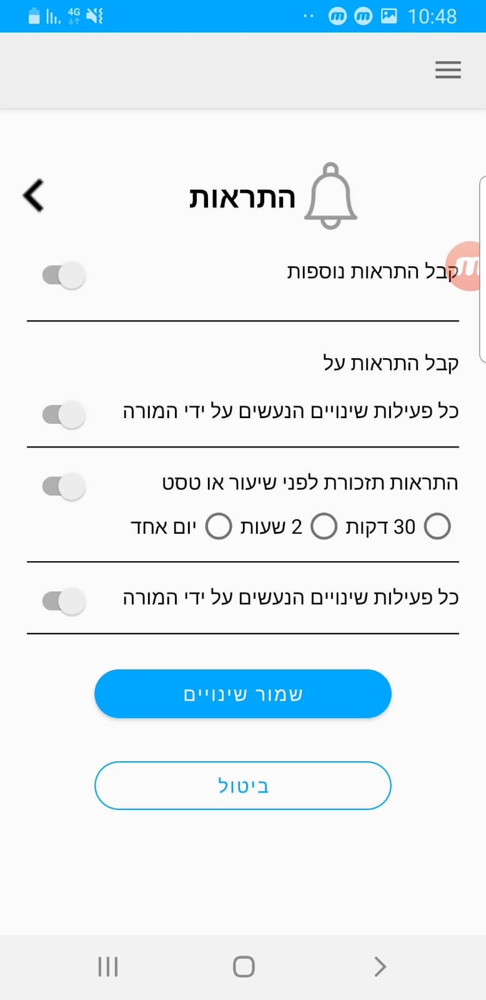 4G
10:48
התראות
קבל התראות נוספות
קבל התראות על
כל פעילות שינויים הנעשים על ידי המורה
התראות תזכורת לפני שיעור או טסט
30 דקות 2 שעות יום אחד
כל פעילות שינויים הנעשים על ידי המורה
שמור שינויים
ביטול